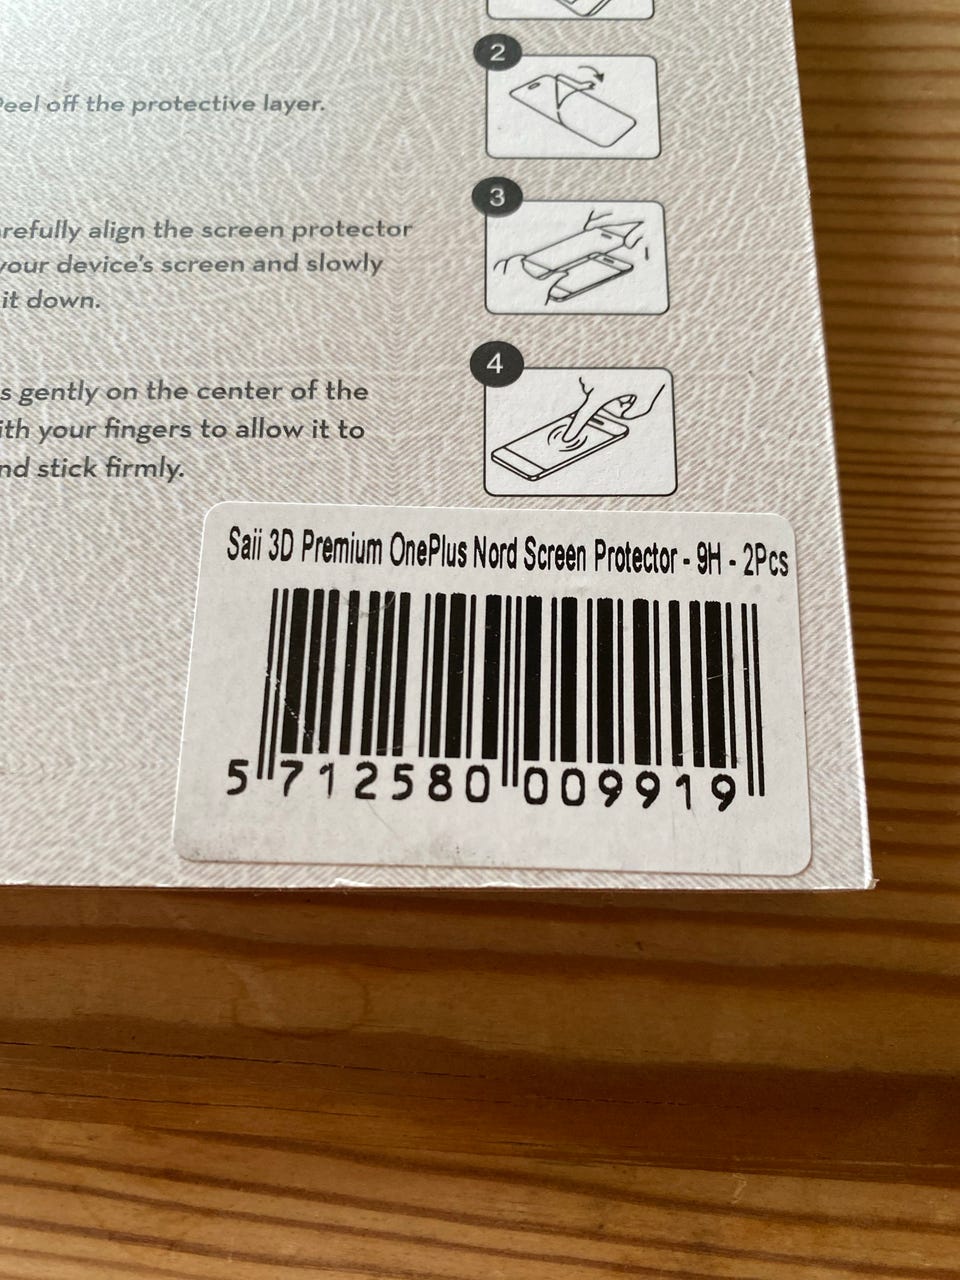 2
Peel off the protective layer.
3
refully align the screen protector
your device's screen and slowly
it down.
4
s gently on the center of the
ith your fingers to allow it to
nd stick firmly.
Saii 3D Premium OnePlus Nord Screen Protector - 9H - 2Pcs
5 712580 009919